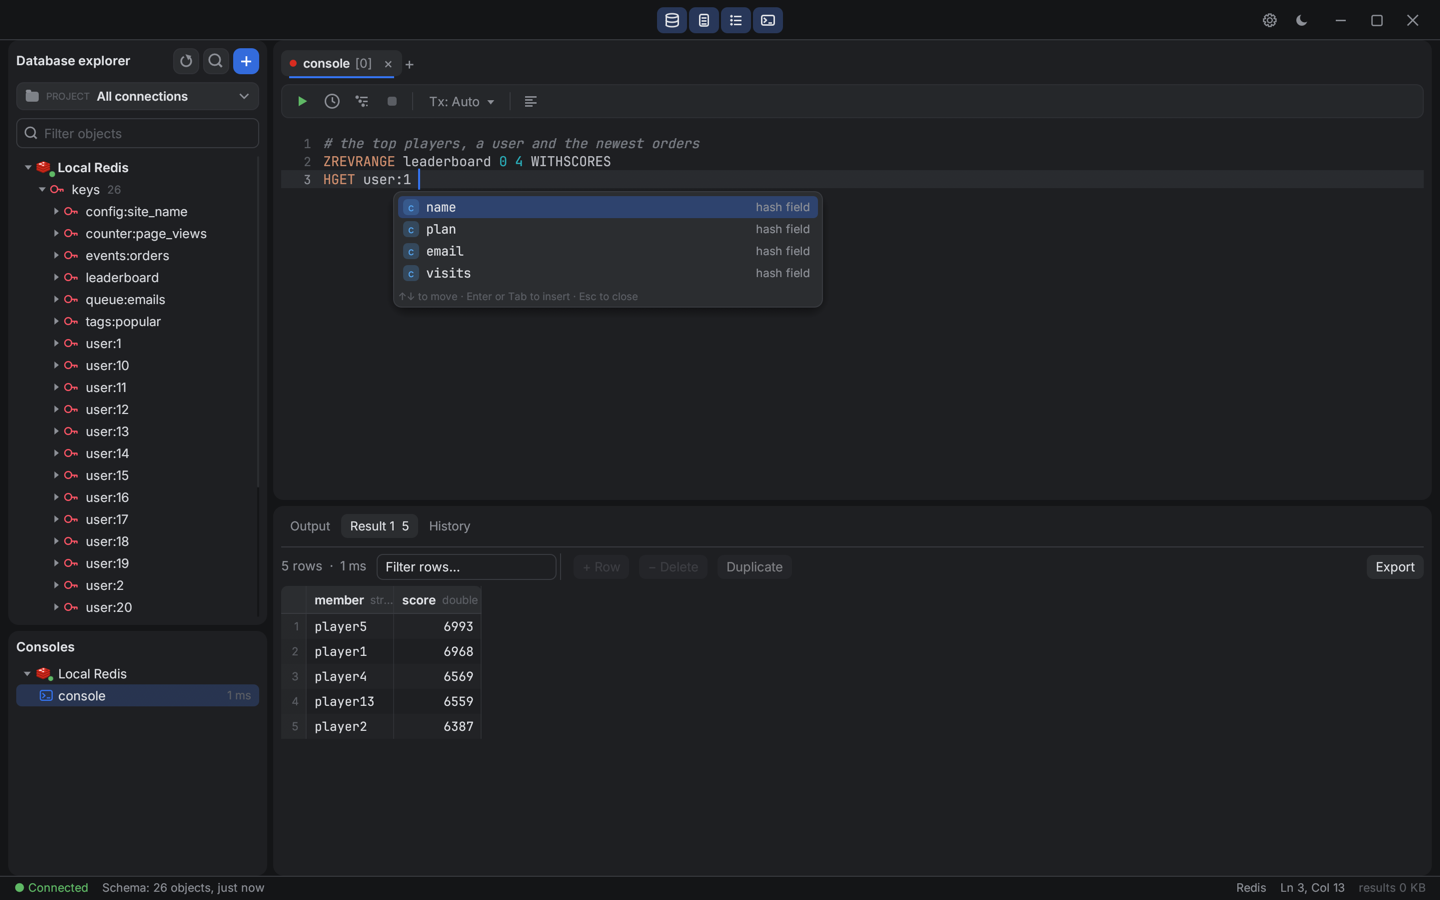 Database explorer
PROJECT All connections
Filter objects
Local Redis
keys 26
config:site_name
counter:page_views
events:orders
leaderboard
queue:emails
tags:popular
user:1
user:10
user:11
user:12
user:13
user:14
user:15
user:16
user:17
user:18
user:19
user:2
user:20
Consoles
Local Redis
console 1 ms
console [0]
Tx: Auto
1 # the top players, a user and the newest orders
2 ZREVRANGE leaderboard 0 4 WITHSCORES
3 HGET user:1
c name hash field
c plan hash field
c email hash field
c visits hash field
↑↓ to move · Enter or Tab to insert · Esc to close
Output Result 1 5 History
5 rows · 1 ms Filter rows... + Row − Delete Duplicate Export
member str... score double
1 player5 6993
2 player1 6968
3 player4 6569
4 player13 6559
5 player2 6387
Connected Schema: 26 objects, just now Redis Ln 3, Col 13 results 0 KB